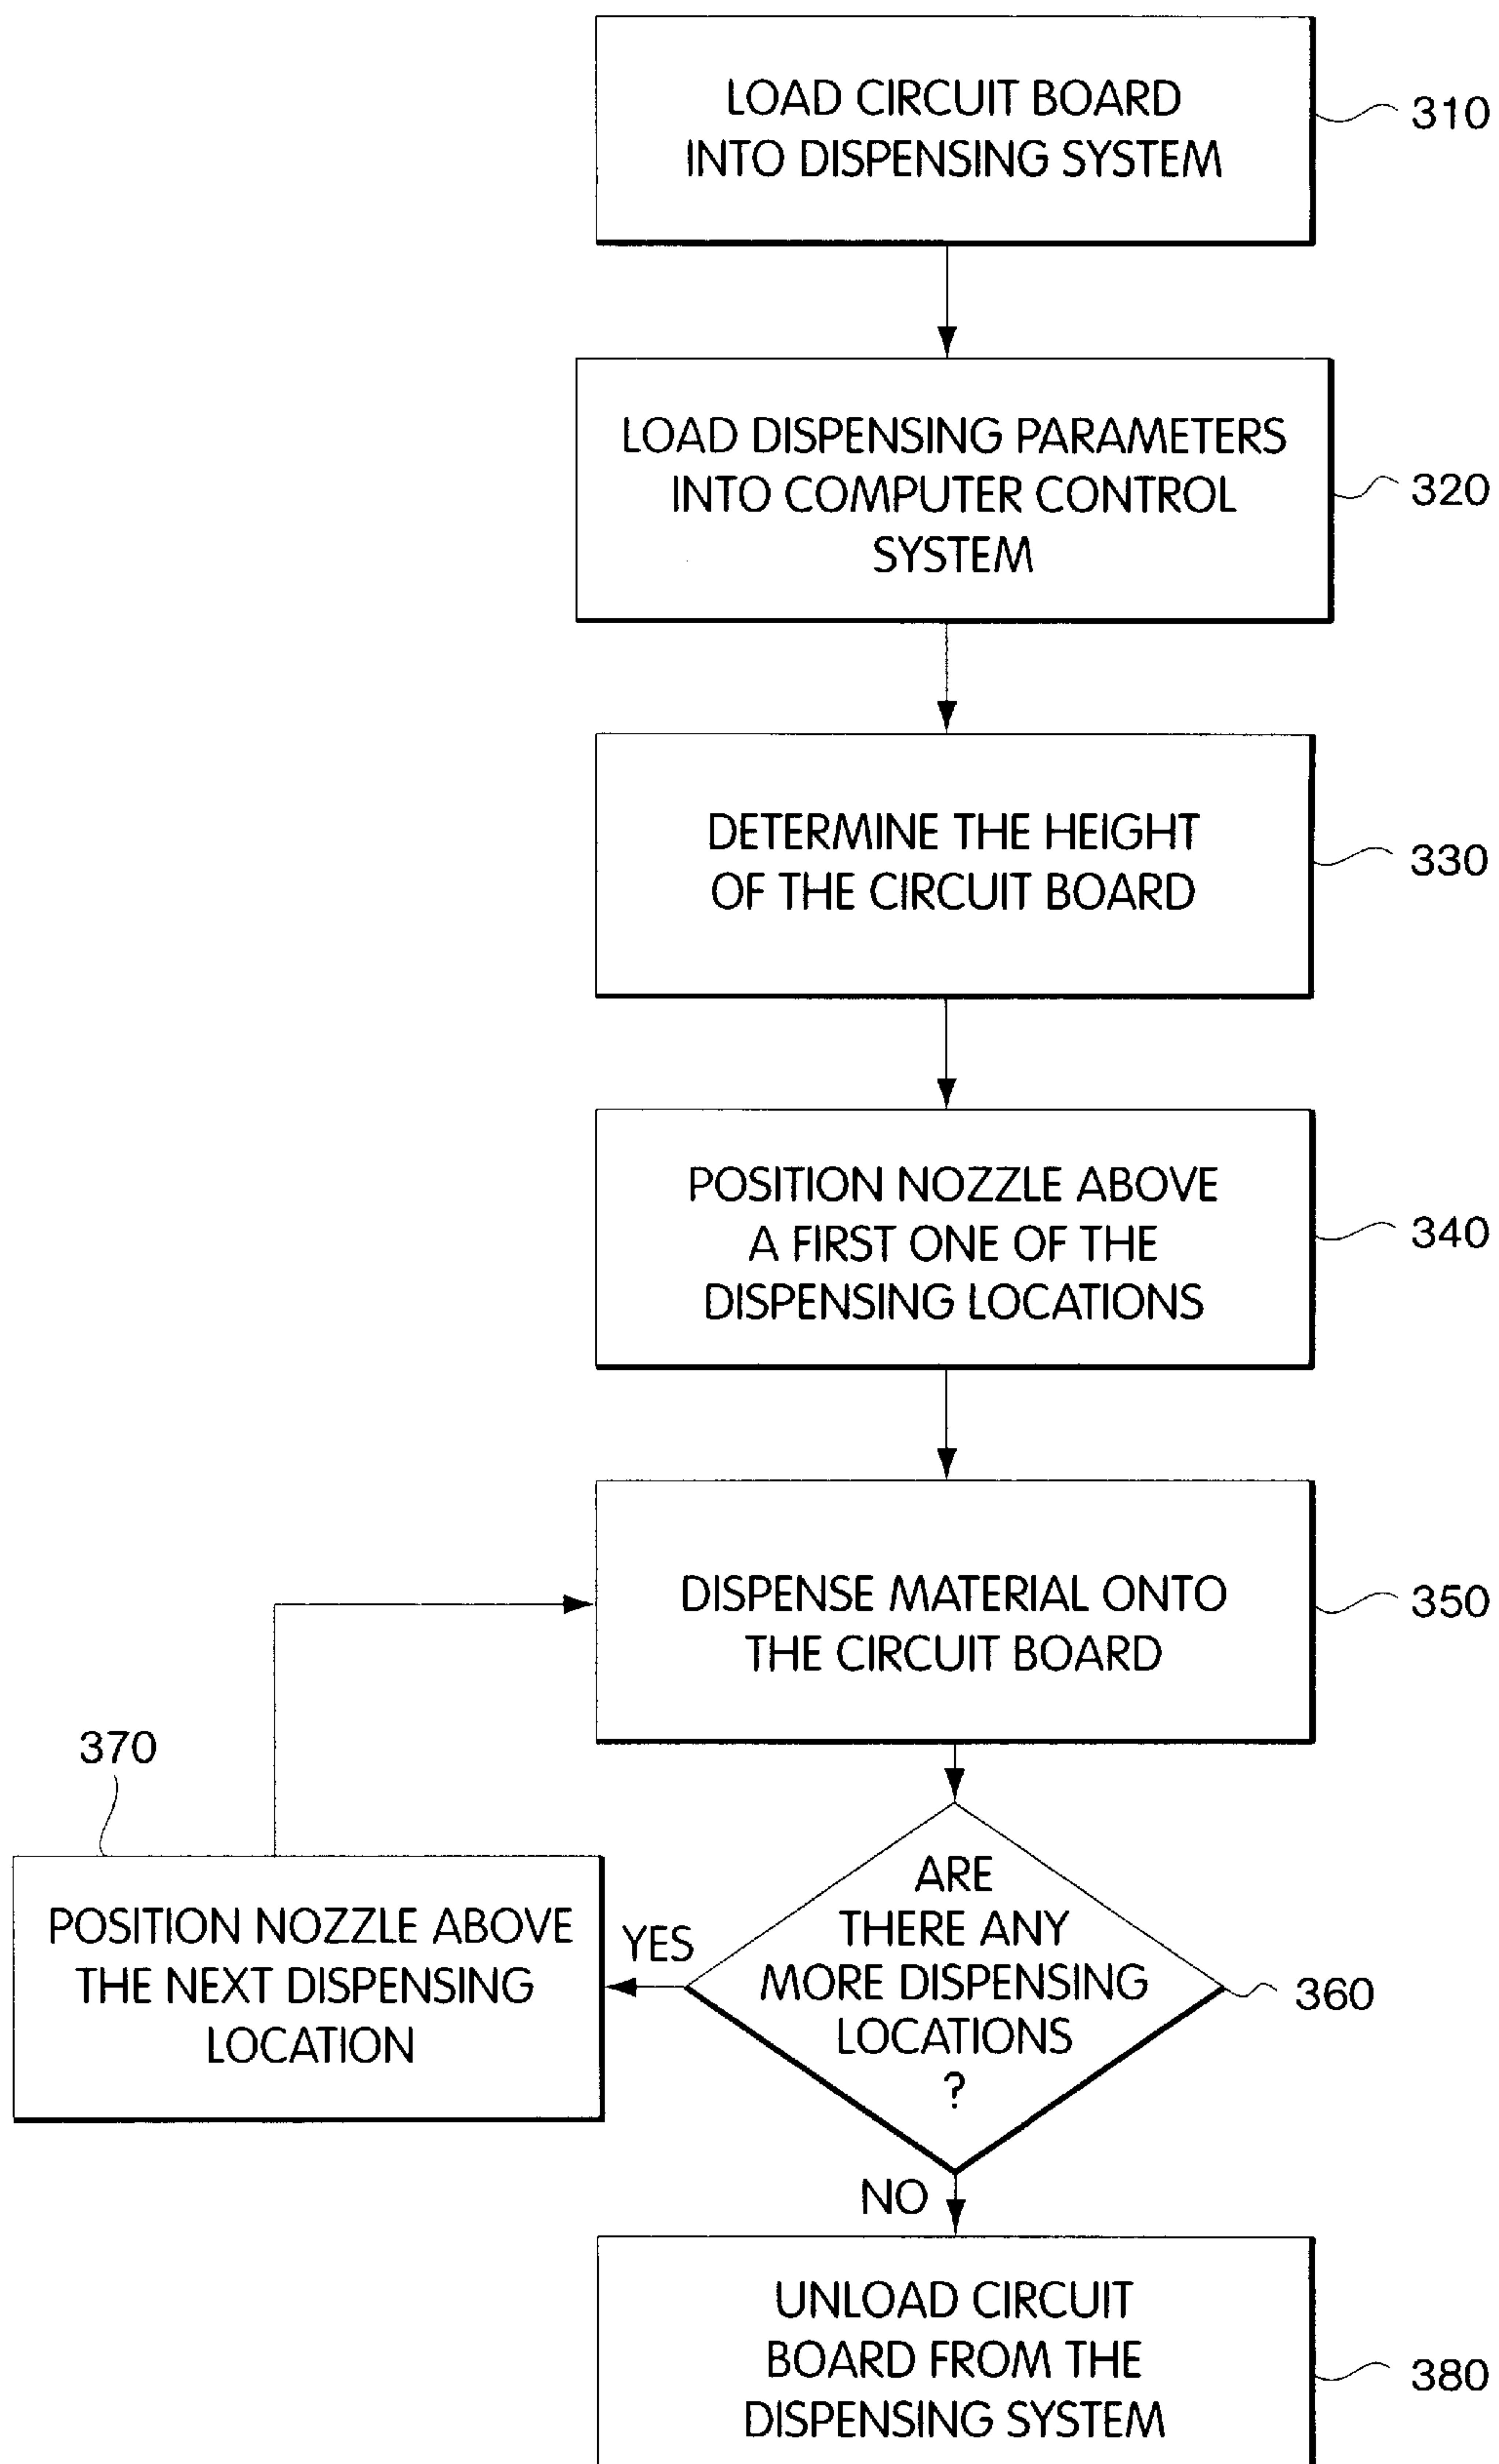 LOAD CIRCUIT BOARD
INTO DISPENSING SYSTEM
310
LOAD DISPENSING PARAMETERS
INTO COMPUTER CONTROL
SYSTEM
320
DETERMINE THE HEIGHT
OF THE CIRCUIT BOARD
330
POSITION NOZZLE ABOVE
A FIRST ONE OF THE
DISPENSING LOCATIONS
340
DISPENSE MATERIAL ONTO
THE CIRCUIT BOARD
350
370
POSITION NOZZLE ABOVE
THE NEXT DISPENSING
LOCATION
YES
ARE
THERE ANY
MORE DISPENSING
LOCATIONS
?
360
NO
UNLOAD CIRCUIT
BOARD FROM THE
DISPENSING SYSTEM
380